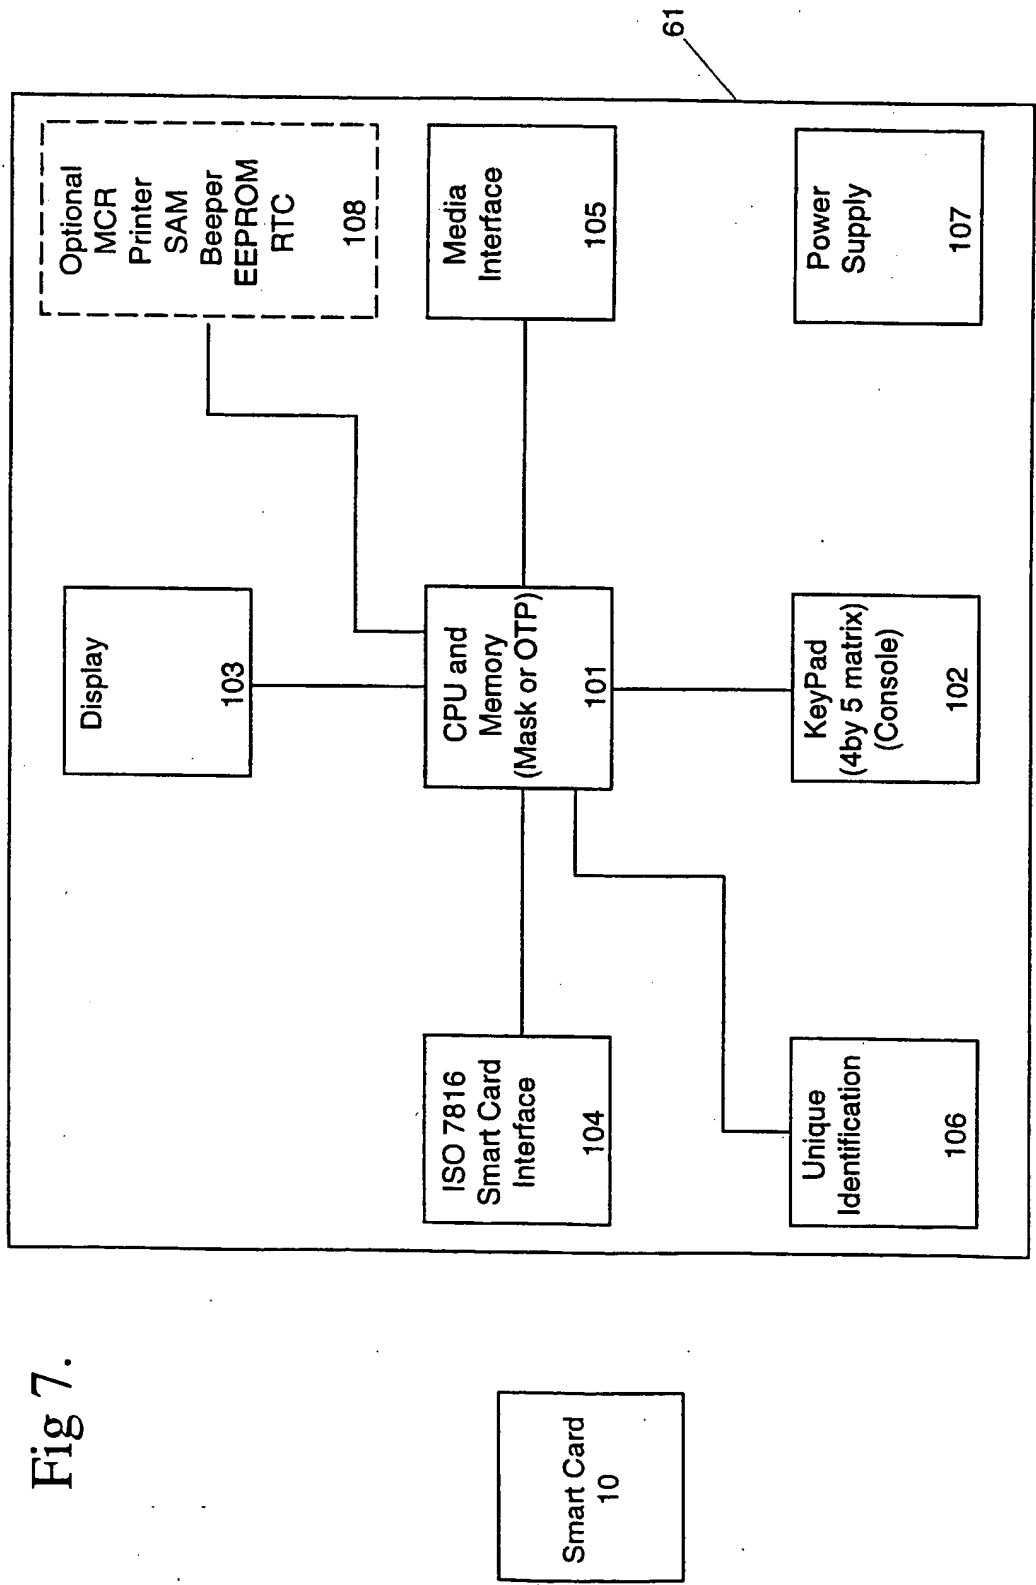 Fig 7.
Smart Card
10
61
ISO 7816
Smart Card
Interface
104
Unique
Identification
106
Display
103
CPU and
Memory
(Mask or OTP)
101
KeyPad
(4by 5 matrix)
(Console)
102
Optional
MCR
Printer
SAM
Beeper
EEPROM
RTC
108
Media
Interface
105
Power
Supply
107